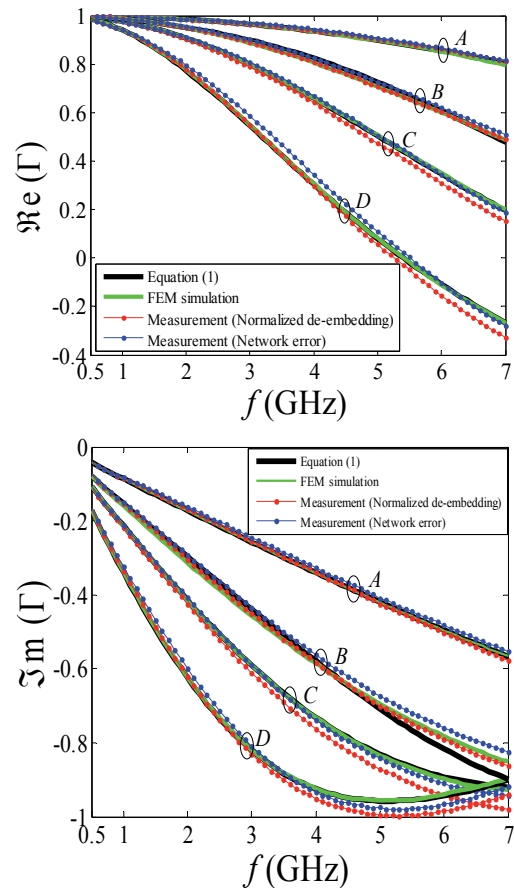 1
0.8
0.6
0.4
0.2
0
-0.2
-0.4
ℜe (Γ)
A
B
C
D
Equation (1)
FEM simulation
Measurement (Normalized de-embedding)
Measurement (Network error)
0.5 1 2 3 4 5 6 7
f (GHz)
0
-0.2
-0.4
-0.6
-0.8
-1
ℑm (Γ)
Equation (1)
FEM simulation
Measurement (Normalized de-embedding)
Measurement (Network error)
A
B
C
D
0.5 1 2 3 4 5 6 7
f (GHz)